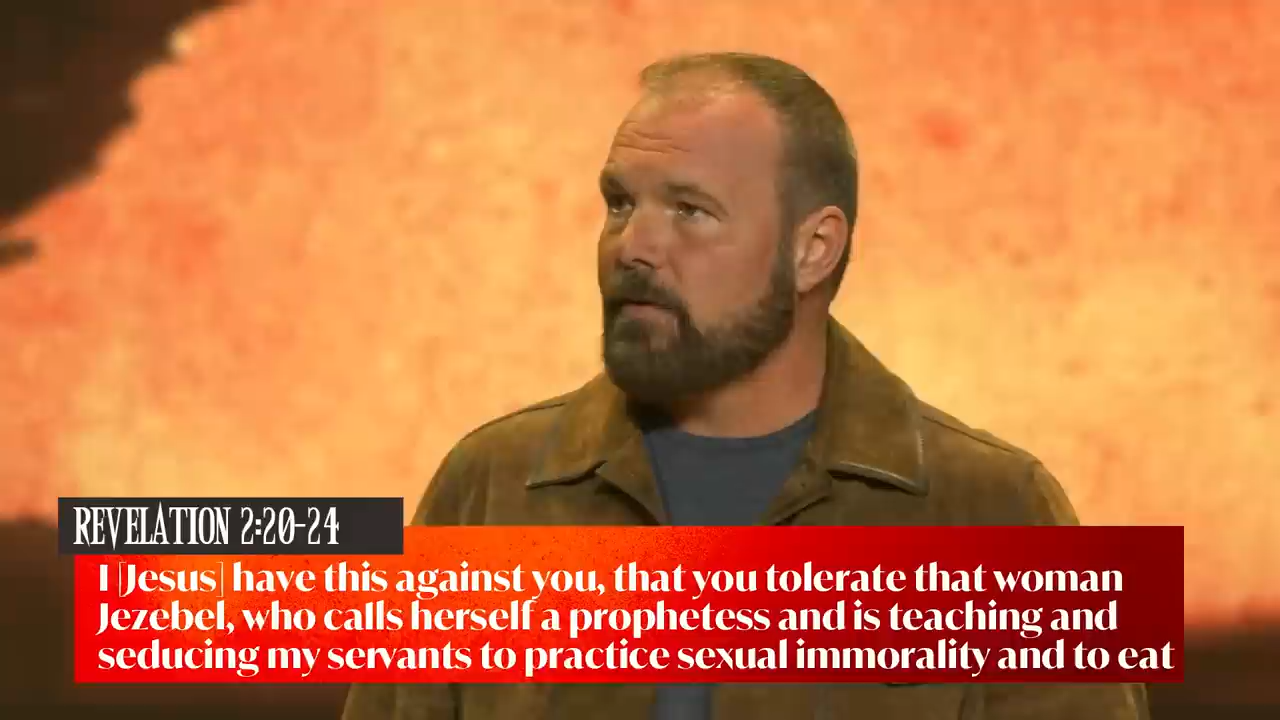 REVELATION 2:20-24
I [Jesus] have this against you, that you tolerate that woman
Jezebel, who calls herself a prophetess and is teaching and
seducing my servants to practice sexual immorality and to eat